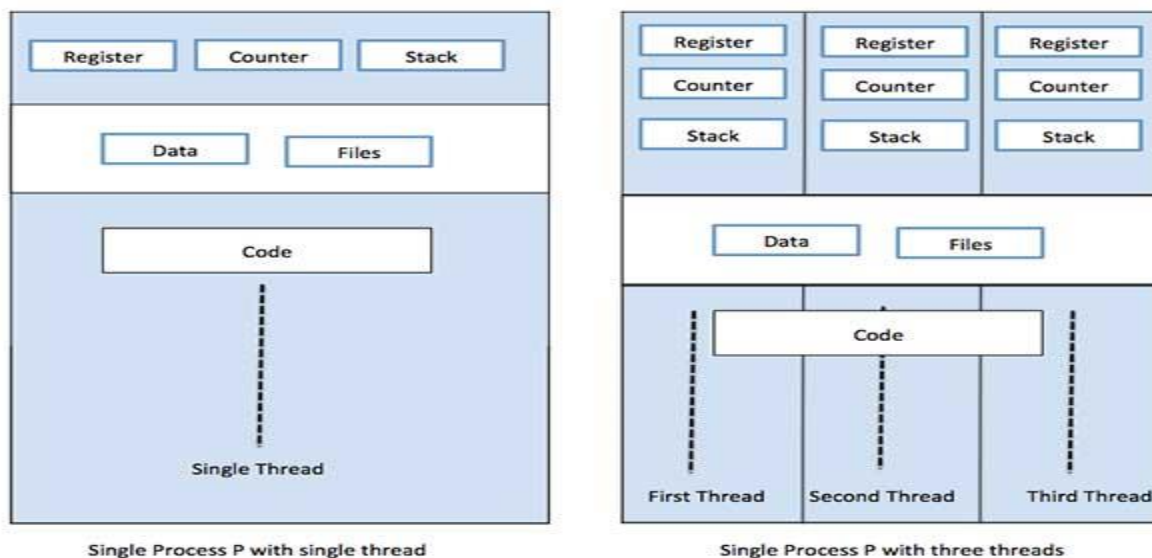 Register Counter Stack
Data Files
Code
Single Thread
Single Process P with single thread
Register Register Register
Counter Counter Counter
Stack Stack Stack
Data Files
Code
First Thread Second Thread Third Thread
Single Process P with three threads